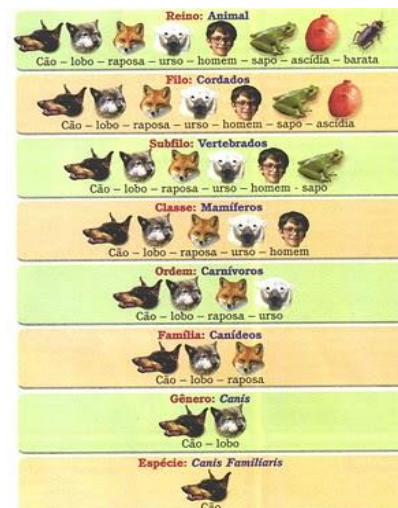 Reino: Animal
Cão – lobo – raposa – urso – homem – sapo – ascídia – barata
Filo: Cordados
Cão – lobo – raposa – urso – homem – sapo – ascídia
Subfilo: Vertebrados
Cão – lobo – raposa – urso – homem - sapo
Classe: Mamíferos
Cão – lobo – raposa – urso – homem
Ordem: Carnívoros
Cão – lobo – raposa – urso
Família: Canídeos
Cão – lobo – raposa
Gênero: Canis
Cão – lobo
Espécie: Canis Familiaris
Cão